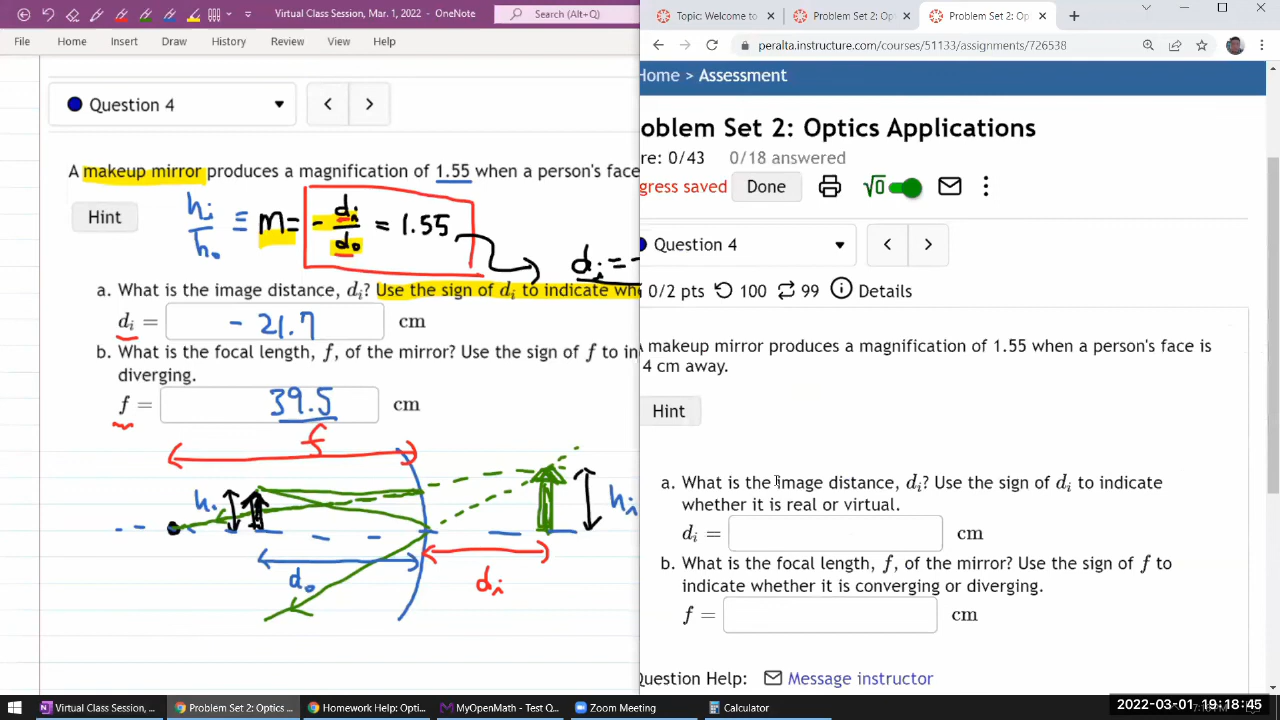 Virtual Class Session, Mar. 1, 2022 - OneNote
File Home Insert Draw History Review View Help
Question 4
A makeup mirror produces a magnification of 1.55 when a person's face
Hint
hi/ho ≡ m = - di/do = 1.55
di = -
a. What is the image distance, di? Use the sign of di to indicate wh
di = - 21.7 cm
b. What is the focal length, f, of the mirror? Use the sign of f to in
diverging.
f = 39.5 cm
f
h
hi
do
di
Topic: Welcome to
Problem Set 2: Op
Problem Set 2: Op
peralta.instructure.com/courses/51133/assignments/726538
Home > Assessment
oblem Set 2: Optics Applications
re: 0/43 0/18 answered
gress saved Done √0
Question 4
0/2 pts 100 99 Details
makeup mirror produces a magnification of 1.55 when a person's face is
4 cm away.
Hint
a. What is the image distance, di? Use the sign of di to indicate
whether it is real or virtual.
di = cm
b. What is the focal length, f, of the mirror? Use the sign of f to
indicate whether it is converging or diverging.
f = cm
Question Help: Message instructor
Virtual Class Session, ...
Problem Set 2: Optics ...
Homework Help: Opti...
MyOpenMath - Test Q...
Zoom Meeting
Calculator
2022-03-01 19:18:45